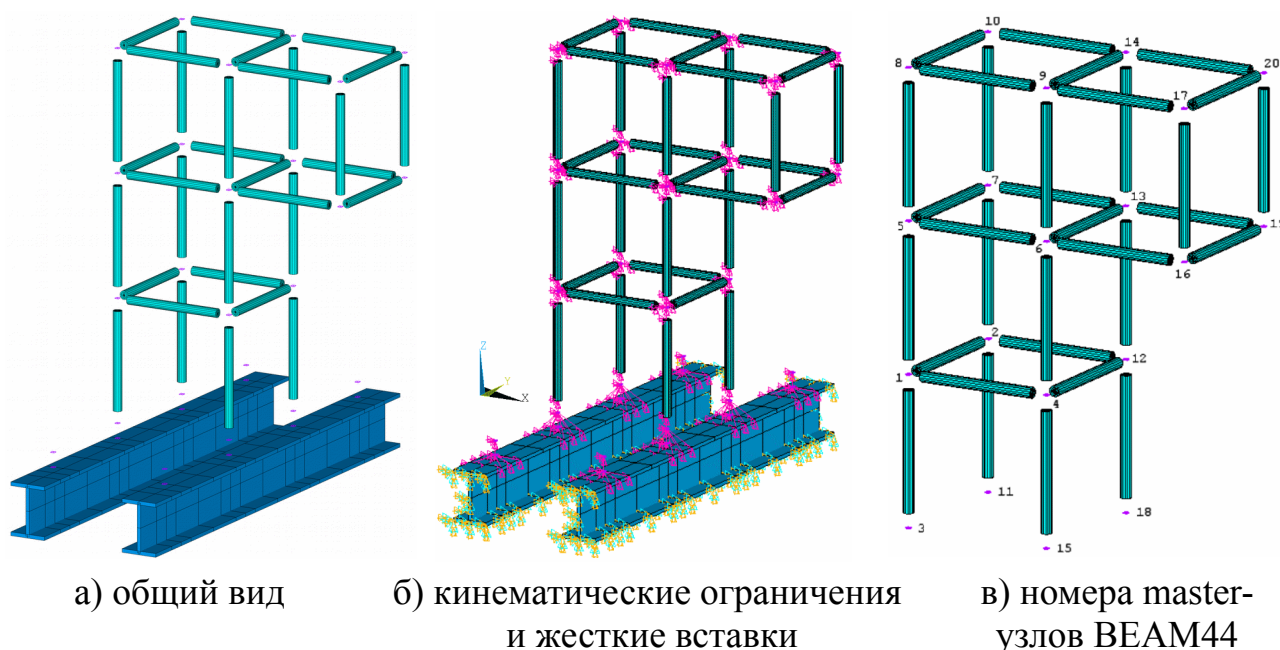 10
14
20
8
9
17
7
13
5
6
19
16
2
12
1
4
11
18
3
15
Z
Y
X
а) общий вид
б) кинематические ограничения
и жесткие вставки
в) номера master-
узлов BEAM44